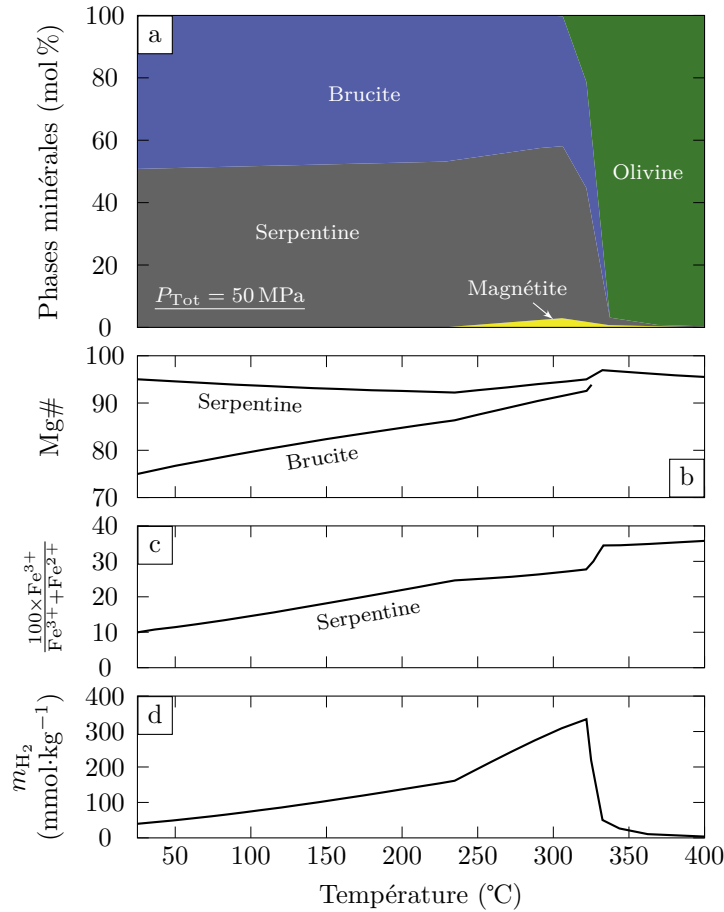 100
80
60
40
20
0
Phases minérales (mol %)
a
Brucite
Olivine
Serpentine
Magnétite
P_Tot = 50 MPa
100
90
80
70
Mg#
Serpentine
Brucite
b
40
30
20
10
0
100×Fe³⁺
Fe³⁺+Fe²⁺
c
Serpentine
400
300
200
100
0
m_H₂
(mmol·kg⁻¹)
d
50 100 150 200 250 300 350 400
Température (℃)